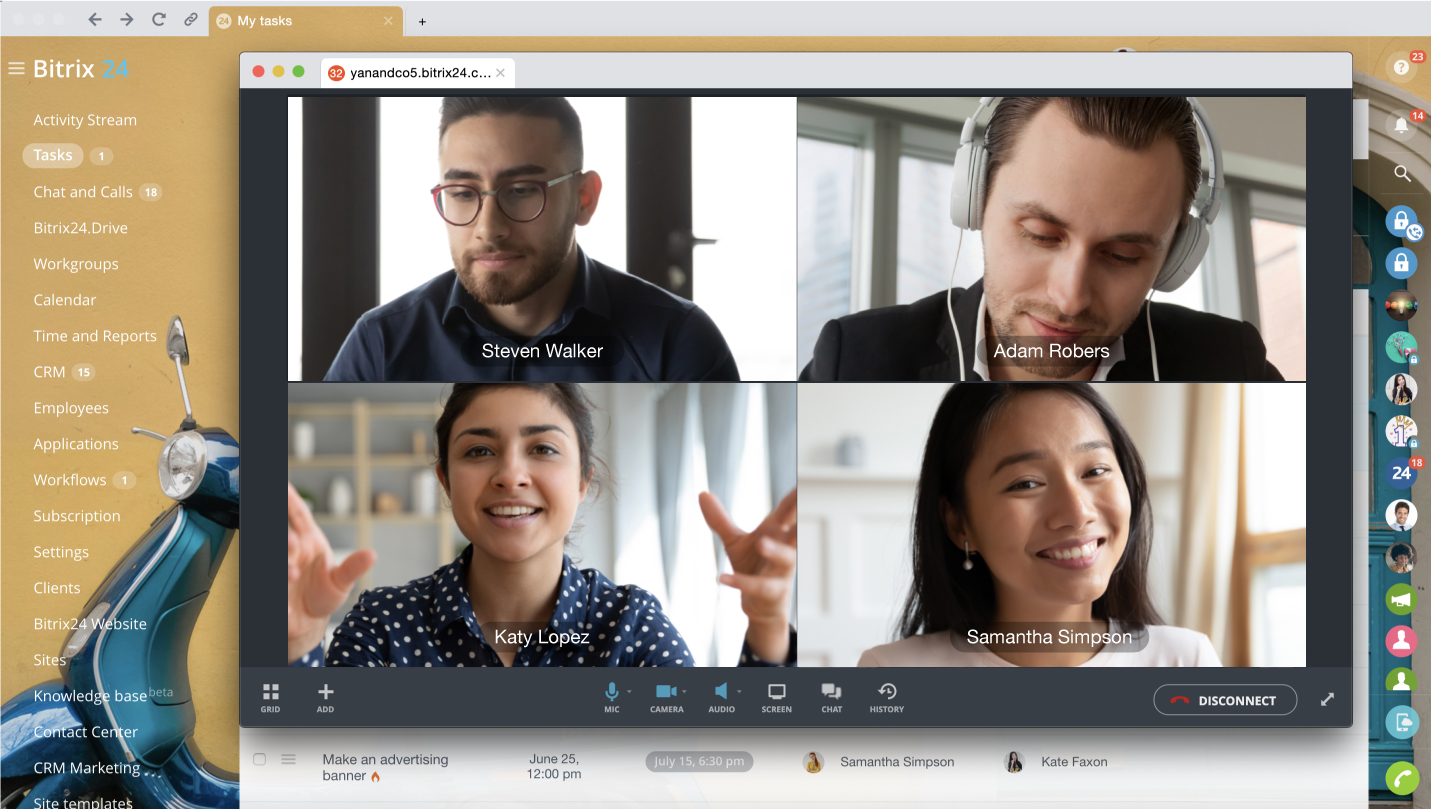 24 My tasks
Bitrix 24
Activity Stream
Tasks 1
Chat and Calls 18
Bitrix24.Drive
Workgroups
Calendar
Time and Reports
CRM 15
Employees
Applications
Workflows 1
Subscription
Settings
Clients
Bitrix24 Website
Sites
Knowledge base beta
Contact Center
CRM Marketing ...
Site templates
32 yanandco5.bitrix24.c...
Steven Walker
Adam Robers
Katy Lopez
Samantha Simpson
GRID
ADD
MIC
CAMERA
AUDIO
SCREEN
CHAT
HISTORY
DISCONNECT
Make an advertising
banner
June 25,
12:00 pm
July 15, 6:30 pm
Samantha Simpson
Kate Faxon
? 23
14
1
24 18